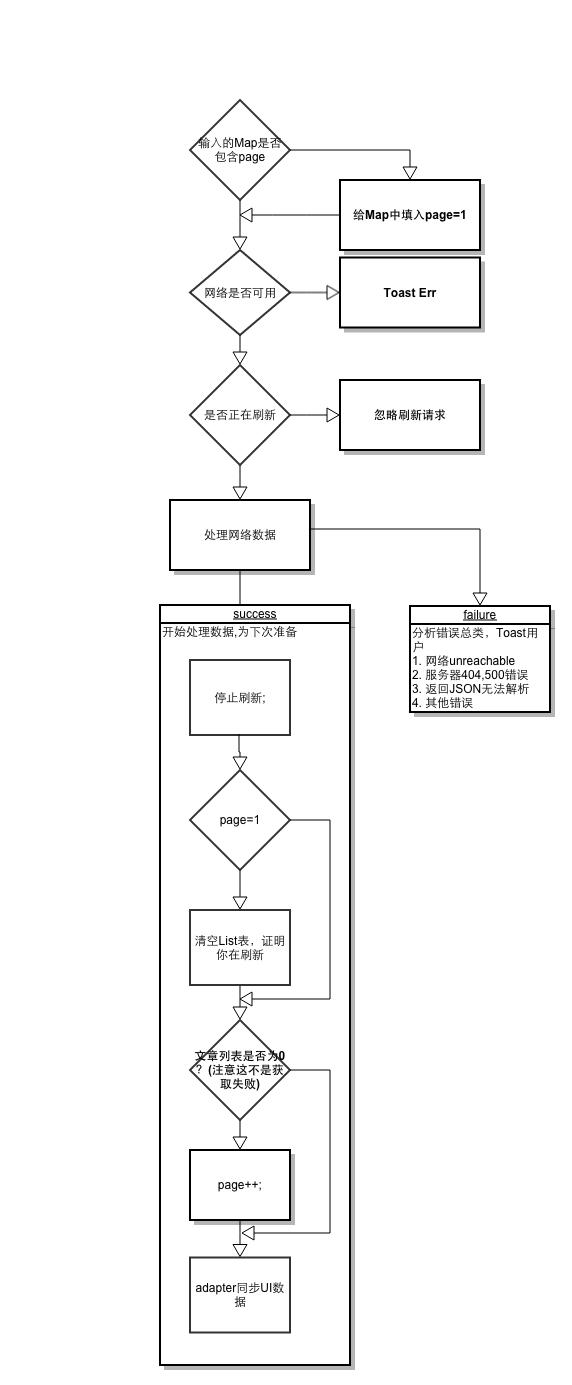 输入的Map是否
包含page
给Map中填入page=1
网络是否可用
Toast Err
是否正在刷新
忽略刷新请求
处理网络数据
success
开始处理数据,为下次准备
failure
分析错误总类，Toast用
户
1. 网络unreachable
2. 服务器404,500错误
3. 返回JSON无法解析
4. 其他错误
停止刷新;
page=1
清空List表，证明
你在刷新
文章列表是否为0
？(注意这不是获
取失败)
page++;
adapter同步UI数
据